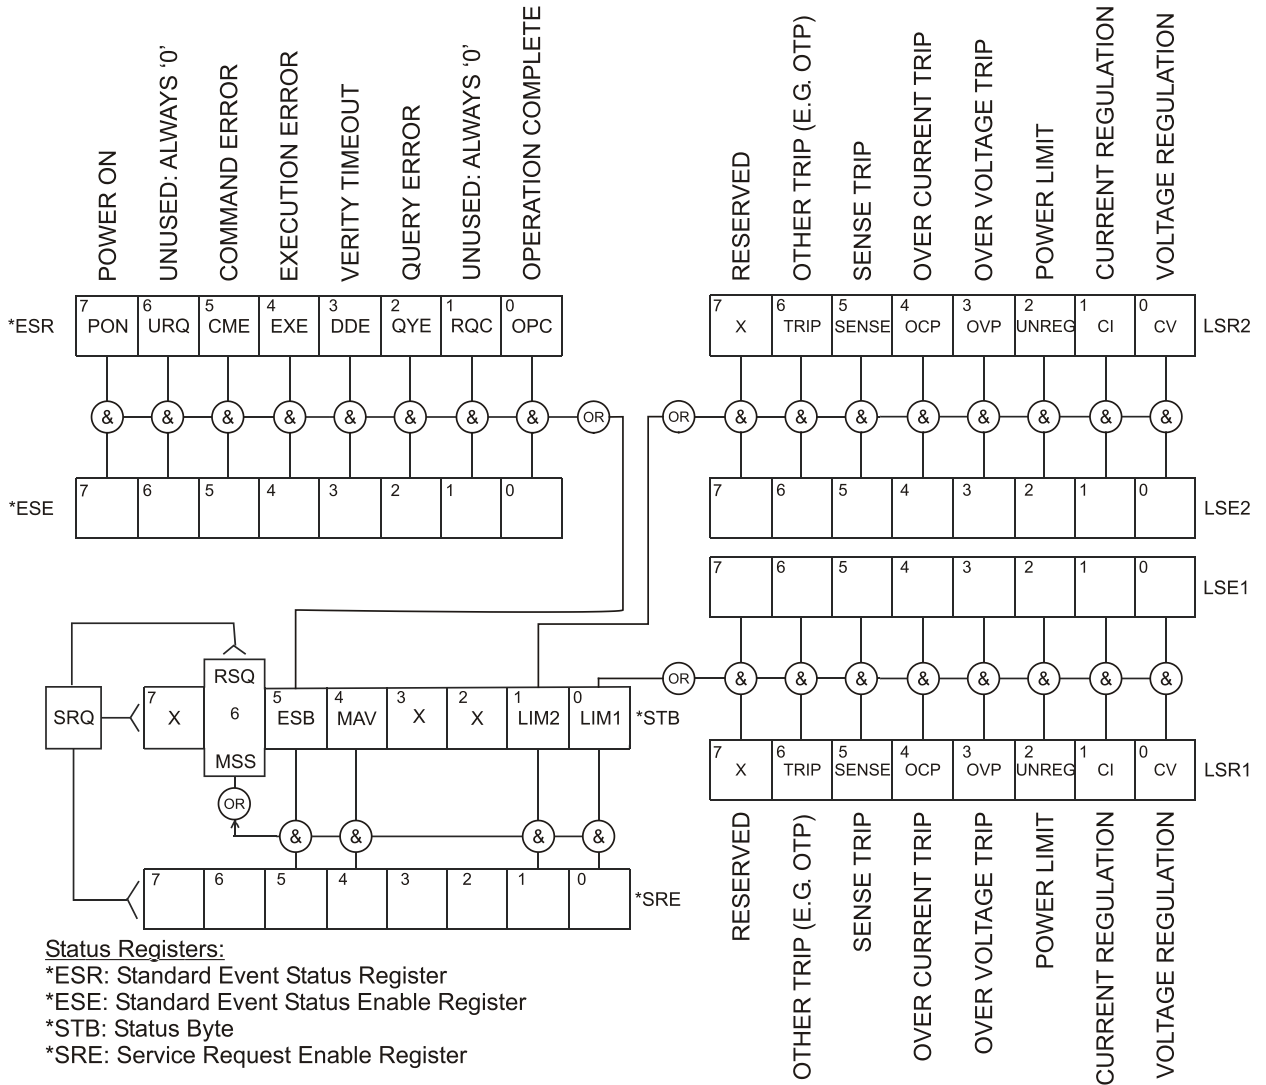 POWER ON
UNUSED: ALWAYS ‘0’
COMMAND ERROR
EXECUTION ERROR
VERITY TIMEOUT
QUERY ERROR
UNUSED: ALWAYS ‘0’
OPERATION COMPLETE
*ESR
7 6 5 4 3 2 1 0
PON URQ CME EXE DDE QYE RQC OPC
& & & & & & & & OR
*ESE
7 6 5 4 3 2 1 0
RESERVED
OTHER TRIP (E.G. OTP)
SENSE TRIP
OVER CURRENT TRIP
OVER VOLTAGE TRIP
POWER LIMIT
CURRENT REGULATION
VOLTAGE REGULATION
7 6 5 4 3 2 1 0
X TRIP SENSE OCP OVP UNREG CI CV LSR2
OR & & & & & & & &
7 6 5 4 3 2 1 0
LSE2
7 6 5 4 3 2 1 0
LSE1
OR & & & & & & & &
7 6 5 4 3 2 1 0
X TRIP SENSE OCP OVP UNREG CI CV LSR1
RESERVED
OTHER TRIP (E.G. OTP)
SENSE TRIP
OVER CURRENT TRIP
OVER VOLTAGE TRIP
POWER LIMIT
CURRENT REGULATION
VOLTAGE REGULATION
RSQ
7 6 5 4 3 2 1 0
SRQ X ESB MAV X X LIM2 LIM1 *STB
MSS
OR
& & & &
7 6 5 4 3 2 1 0
*SRE
Status Registers:
*ESR: Standard Event Status Register
*ESE: Standard Event Status Enable Register
*STB: Status Byte
*SRE: Service Request Enable Register